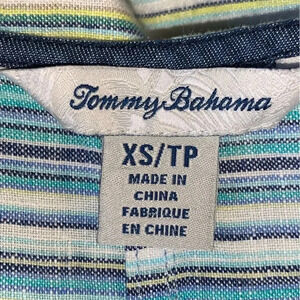 Tommy Bahama
XS/TP
MADE IN
CHINA
FABRIQUE
EN CHINE